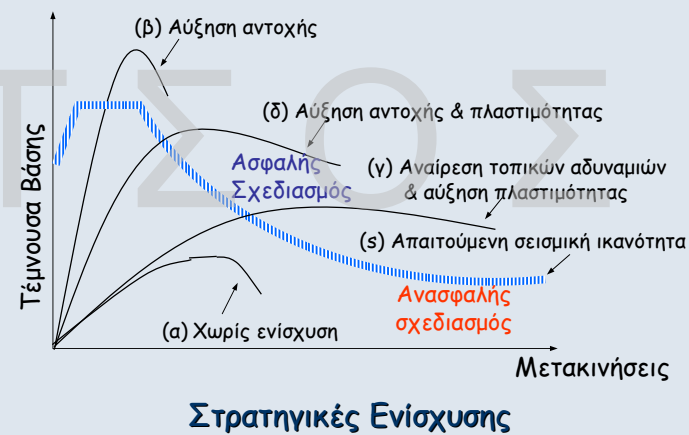 (β) Αύξηση αντοχής
ΤΣΟΣ
(δ) Αύξηση αντοχής & πλαστιμότητας
Ασφαλής
Σχεδιασμός
(γ) Αναίρεση τοπικών αδυναμιών
& αύξηση πλαστιμότητας
(s) Απαιτούμενη σεισμική ικανότητα
Ανασφαλής
σχεδιασμός
(α) Χωρίς ενίσχυση
Τέμνουσα Βάσης
Μετακινήσεις
Στρατηγικές Ενίσχυσης